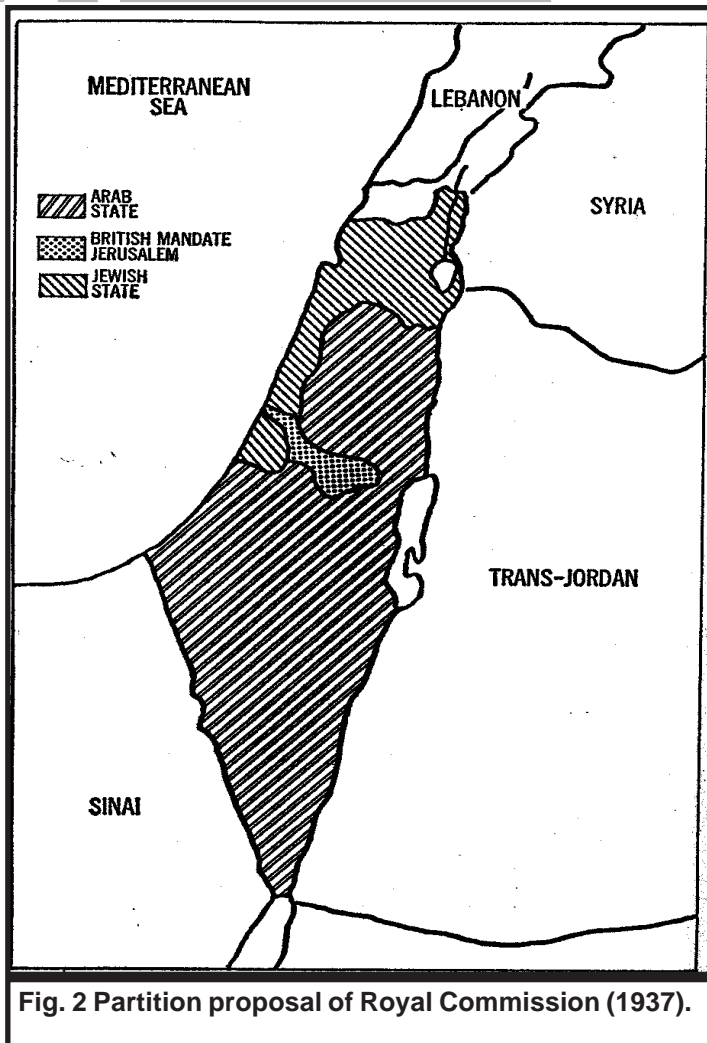 MEDITERRANEAN
SEA
LEBANON
ARAB
STATE
BRITISH MANDATE
JERUSALEM
JEWISH
STATE
SYRIA
TRANS-JORDAN
SINAI
Fig. 2 Partition proposal of Royal Commission (1937).